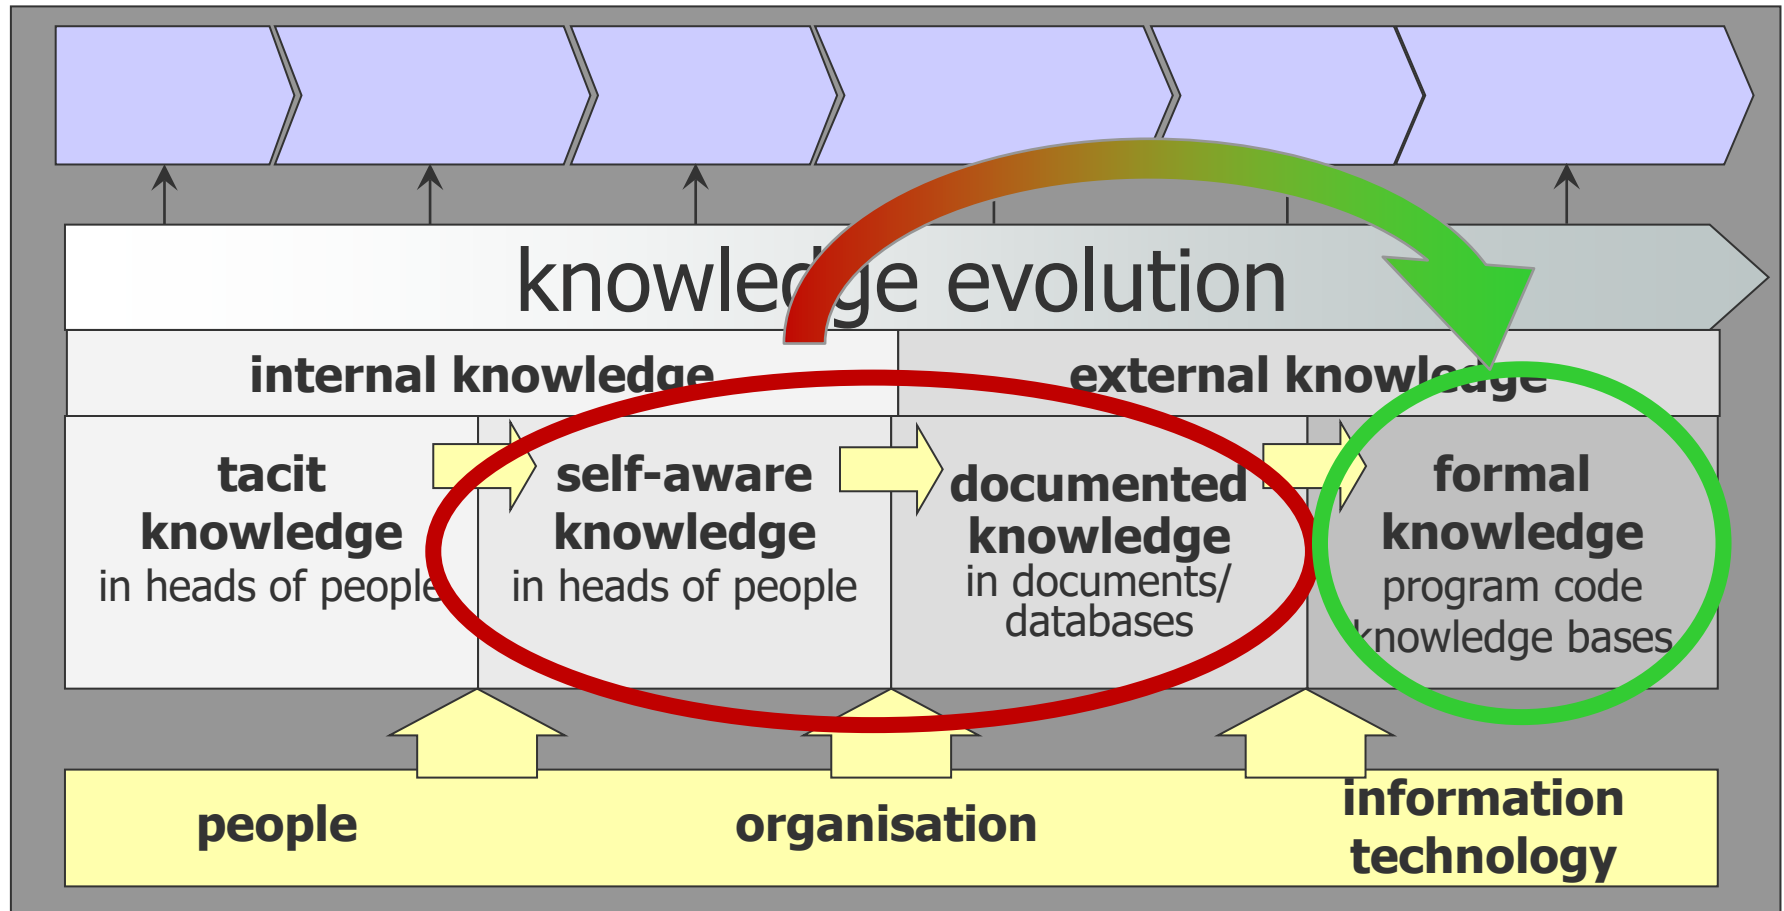 knowledge evolution
internal knowledge
external knowledge
tacit
knowledge
in heads of people
self-aware
knowledge
in heads of people
documented
knowledge
in documents/
databases
formal
knowledge
program code
knowledge bases
people
organisation
information
technology